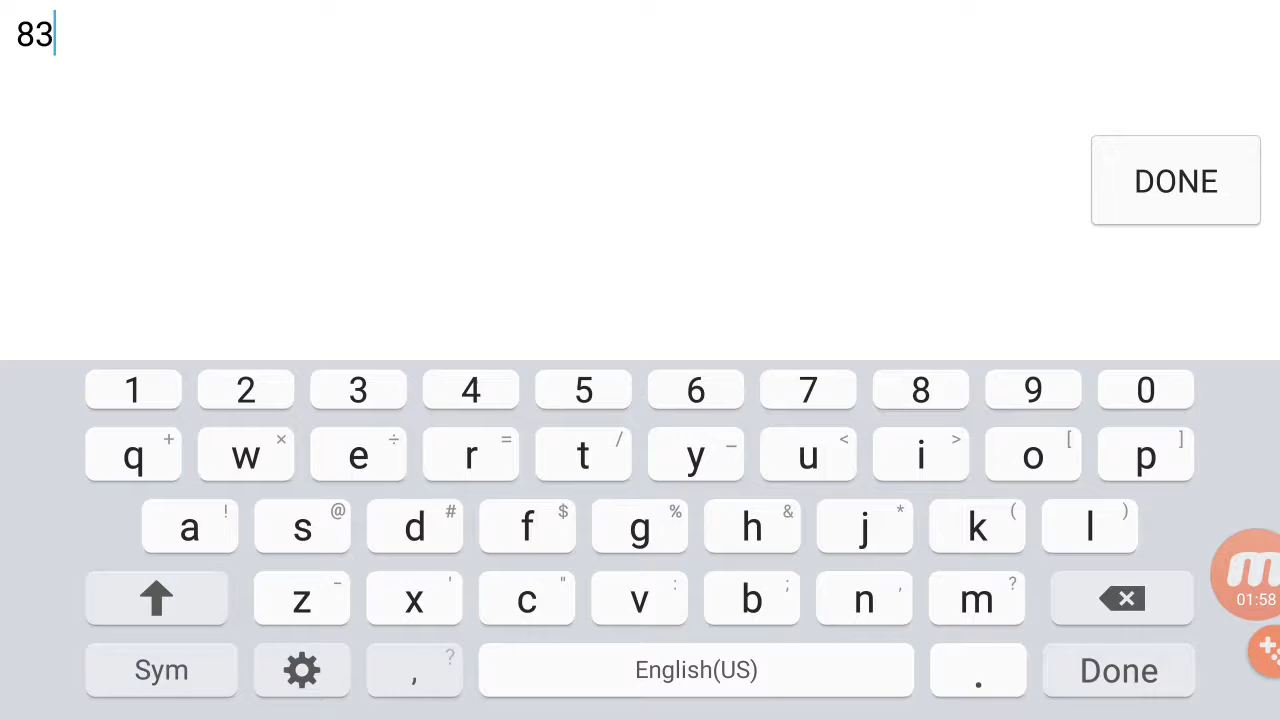 83
DONE
1 2 3 4 5 6 7 8 9 0
q + w × e ÷ r = t / y _ u < i > o [ p ]
a ! s @ d # f $ g % h & j * k ( l )
z - x ' c " v : b ; n , m ?
Sym , ? English(US) . Done
01:58